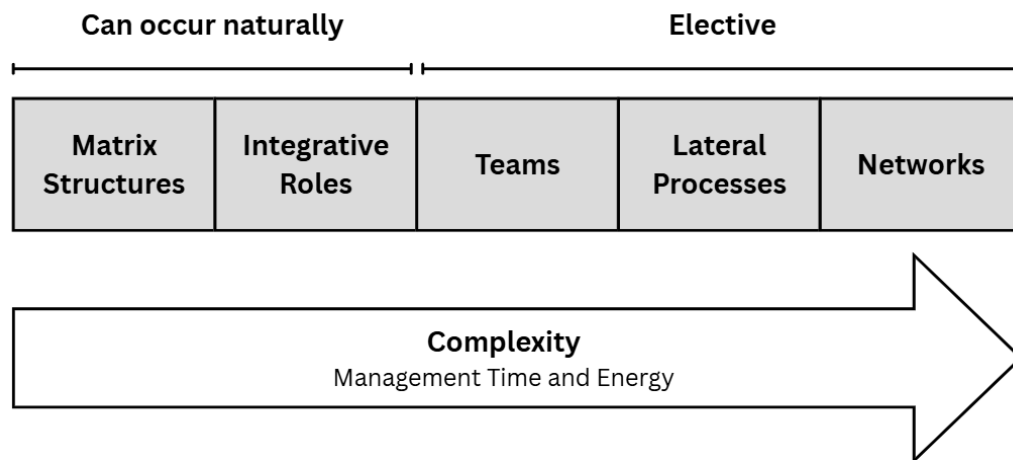 Can occur naturally
Elective
Matrix
Structures
Integrative
Roles
Teams
Lateral
Processes
Networks
Complexity
Management Time and Energy